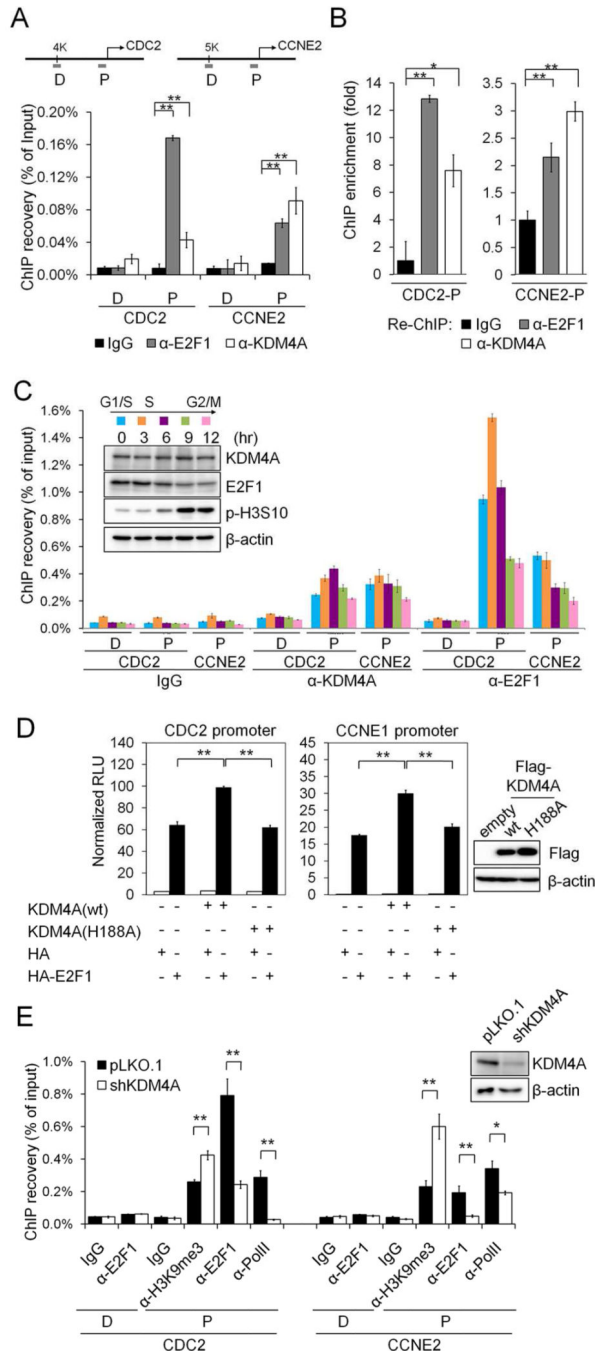 A
4K
CDC2
5K
CCNE2
D P D P
ChIP recovery (% of Input)
0.20%
0.16%
0.12%
0.08%
0.04%
0.00%
** **
** **
D P D P
CDC2 CCNE2
IgG α-E2F1 α-KDM4A
B
ChIP enrichment (fold)
14
12
10
8
6
4
2
0
*
**
CDC2-P
3.5
3
2.5
2
1.5
1
0.5
0
**
**
CCNE2-P
Re-ChIP: IgG α-E2F1
α-KDM4A
C
ChIP recovery (% of input)
1.6%
1.4%
1.2%
1.0%
0.8%
0.6%
0.4%
0.2%
0.0%
G1/S S G2/M
0 3 6 9 12 (hr)
KDM4A
E2F1
p-H3S10
β-actin
D P P D P P D P P
CDC2 CCNE2 CDC2 CCNE2 CDC2 CCNE2
IgG α-KDM4A α-E2F1
D
CDC2 promoter
Normalized RLU
140
120
100
80
60
40
20
0
** **
CCNE1 promoter
45
40
35
30
25
20
15
10
5
0
** **
KDM4A(wt) - - + + - - - - + + - -
KDM4A(H188A) - - - - + + - - - - + +
HA + - + - + - + - + - + -
HA-E2F1 - + - + - + - + - + - +
Flag-
KDM4A
empty wt H188A
Flag
β-actin
E
ChIP recovery (% of input)
1.0%
0.8%
0.6%
0.4%
0.2%
0.0%
pLKO.1
shKDM4A
** ** **
** ** *
pLKO.1 shKDM4A
KDM4A
β-actin
IgG α-E2F1 IgG α-H3K9me3 α-E2F1 α-PolII
IgG α-E2F1 IgG α-H3K9me3 α-E2F1 α-PolII
D P D P
CDC2 CCNE2